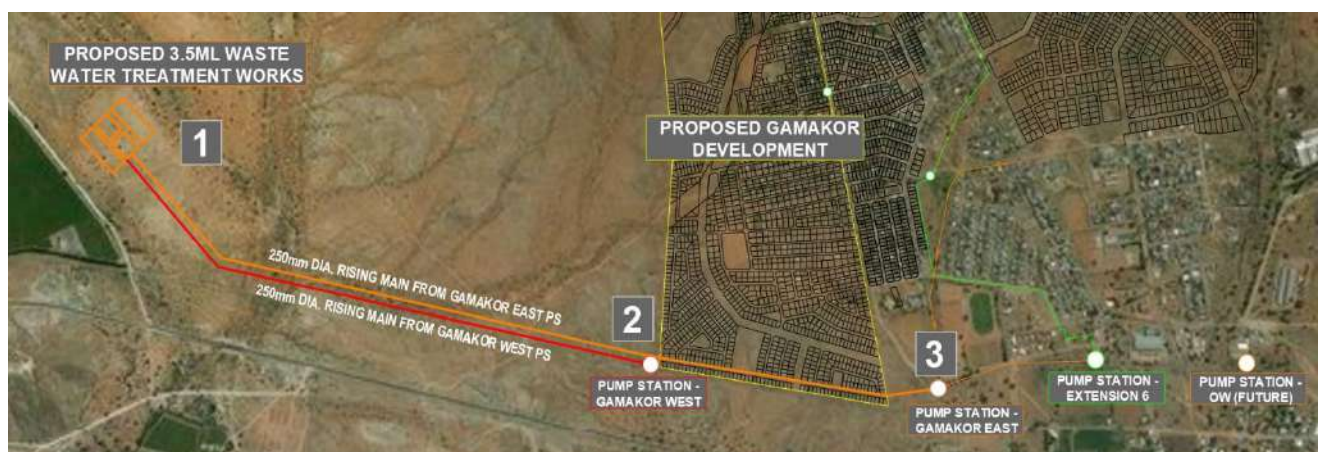 PROPOSED 3.5ML WASTE
WATER TREATMENT WORKS
1
PROPOSED GAMAKOR
DEVELOPMENT
250mm DIA. RISING MAIN FROM GAMAKOR EAST PS
250mm DIA. RISING MAIN FROM GAMAKOR WEST PS
2
3
PUMP STATION -
GAMAKOR WEST
PUMP STATION -
GAMAKOR EAST
PUMP STATION -
EXTENSION 6
PUMP STATION -
OW (FUTURE)